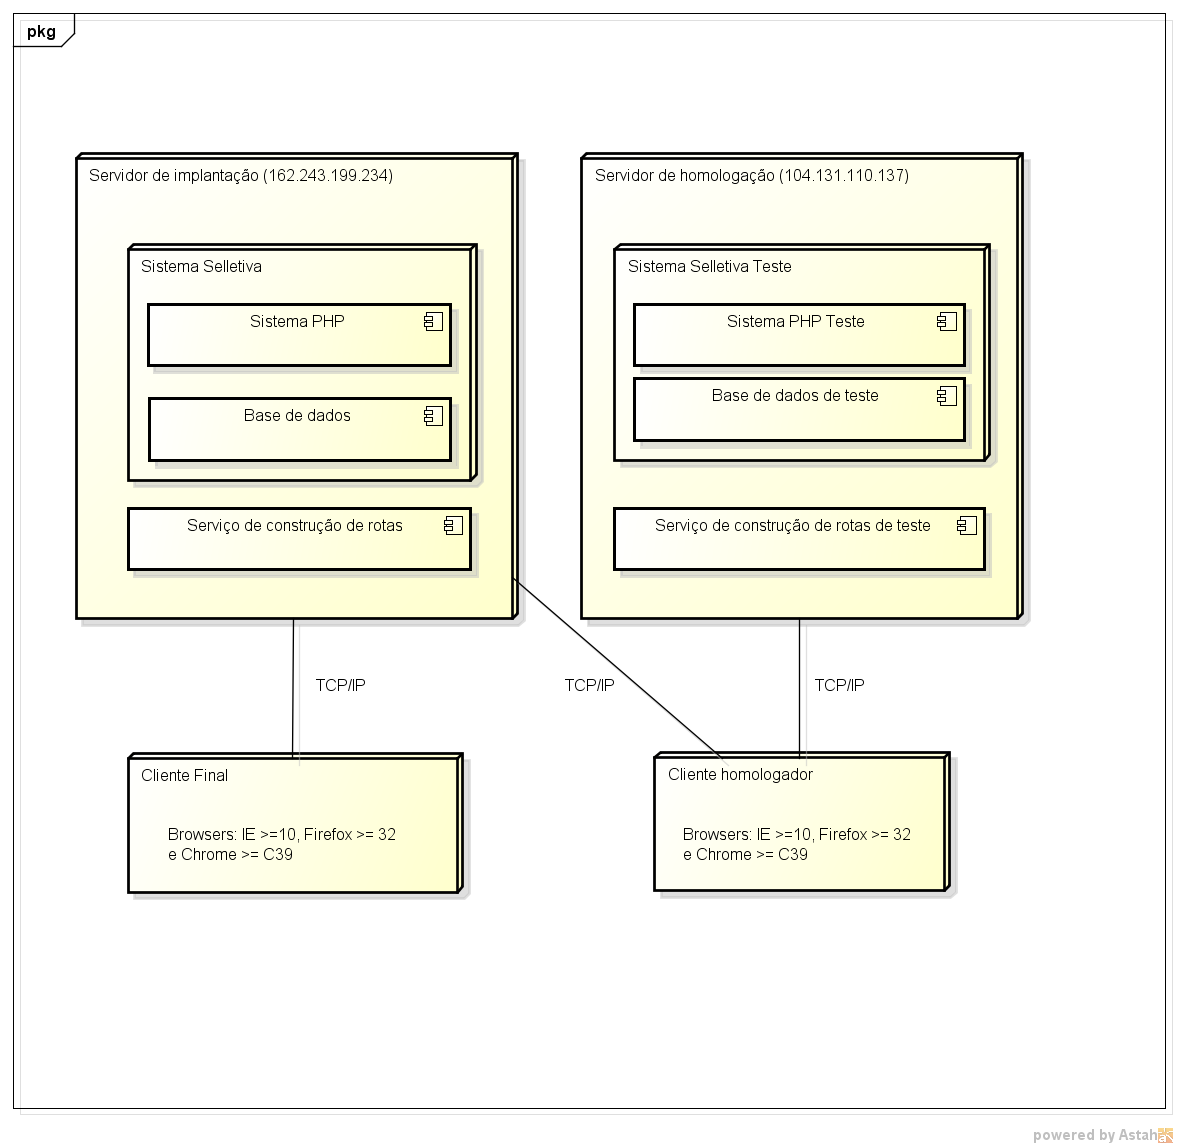 pkg
Servidor de implantação (162.243.199.234)
Sistema Selletiva
Sistema PHP
Base de dados
Serviço de construção de rotas
Servidor de homologação (104.131.110.137)
Sistema Selletiva Teste
Sistema PHP Teste
Base de dados de teste
Serviço de construção de rotas de teste
TCP/IP
TCP/IP
TCP/IP
Cliente Final
Browsers: IE >=10, Firefox >= 32
e Chrome >= C39
Cliente homologador
Browsers: IE >=10, Firefox >= 32
e Chrome >= C39
powered by Astah